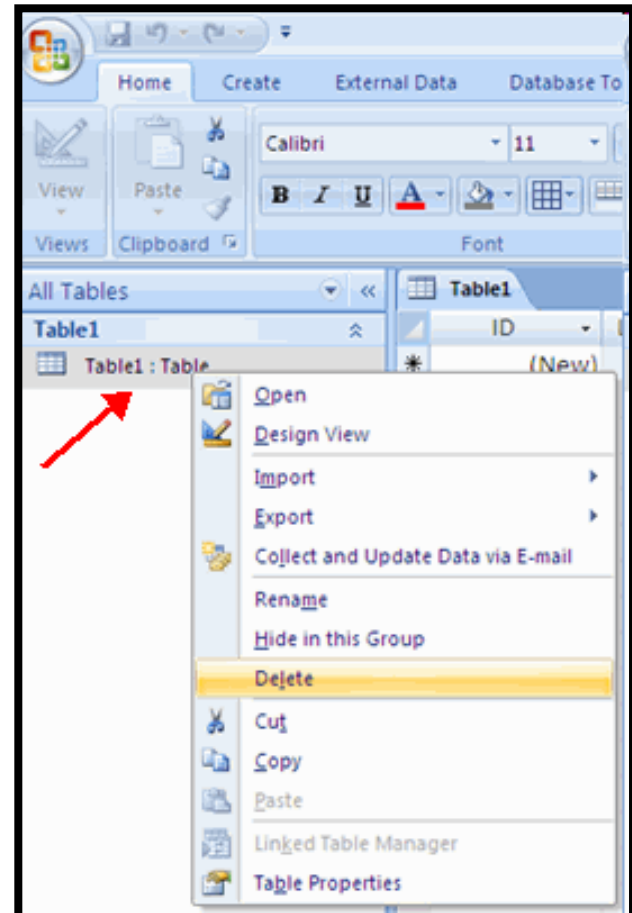 Home Create External Data Database To
Calibri 11
View Paste B I U A
Views Clipboard Font
All Tables Table1
Table1 ID
Table1 : Table (New)
Open
Design View
Import
Export
Collect and Update Data via E-mail
Rename
Hide in this Group
Delete
Cut
Copy
Paste
Linked Table Manager
Table Properties